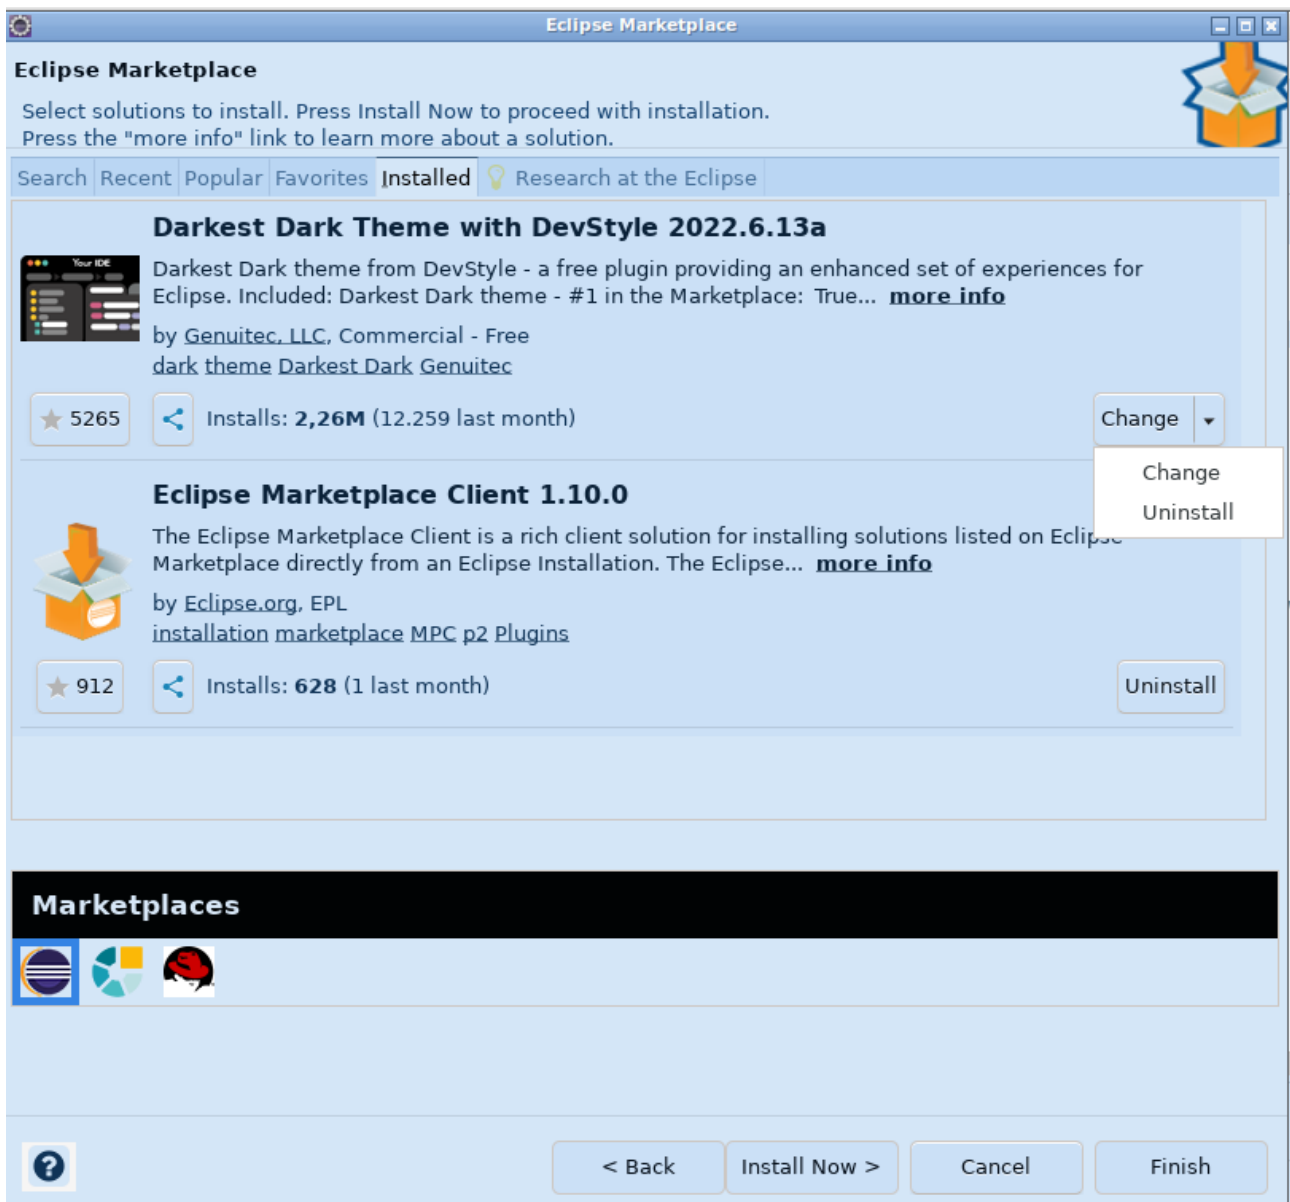 Eclipse Marketplace
Eclipse Marketplace
Select solutions to install. Press Install Now to proceed with installation.
Press the "more info" link to learn more about a solution.
Search Recent Popular Favorites Installed Research at the Eclipse
Darkest Dark Theme with DevStyle 2022.6.13a
Your IDE
Darkest Dark theme from DevStyle - a free plugin providing an enhanced set of experiences for
Eclipse. Included: Darkest Dark theme - #1 in the Marketplace: True... more info
by Genuitec, LLC, Commercial - Free
dark theme Darkest Dark Genuitec
5265 Installs: 2,26M (12.259 last month) Change
Change
Uninstall
Eclipse Marketplace Client 1.10.0
The Eclipse Marketplace Client is a rich client solution for installing solutions listed on Eclipse
Marketplace directly from an Eclipse Installation. The Eclipse... more info
by Eclipse.org, EPL
installation marketplace MPC p2 Plugins
912 Installs: 628 (1 last month) Uninstall
Marketplaces
? < Back Install Now > Cancel Finish